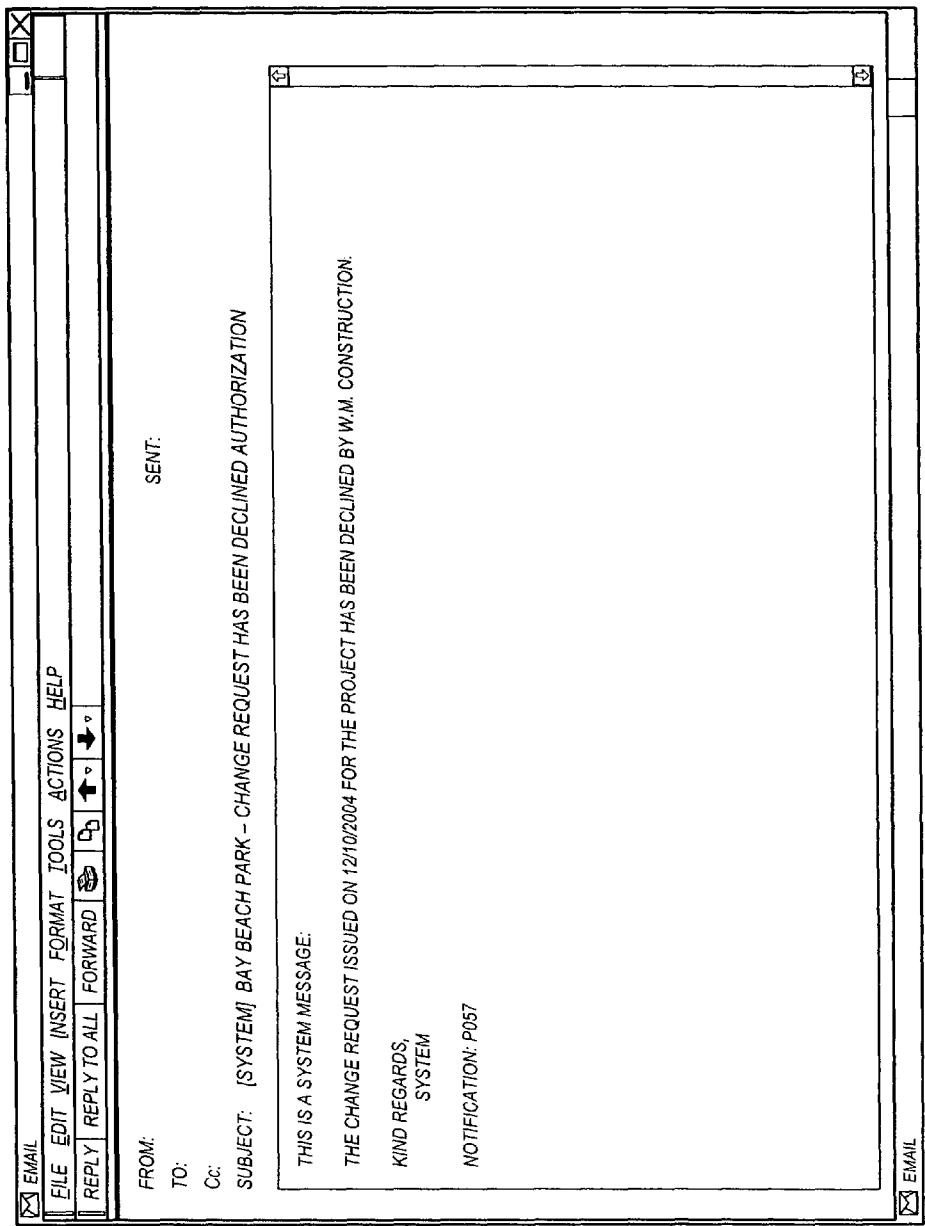 EMAIL
FILE EDIT VIEW INSERT FORMAT TOOLS ACTIONS HELP
REPLY REPLY TO ALL FORWARD
FROM: SENT:
TO:
Cc:
SUBJECT: [SYSTEM] BAY BEACH PARK – CHANGE REQUEST HAS BEEN DECLINED AUTHORIZATION
THIS IS A SYSTEM MESSAGE:
THE CHANGE REQUEST ISSUED ON 12/10/2004 FOR THE PROJECT HAS BEEN DECLINED BY W.M. CONSTRUCTION.
KIND REGARDS,
SYSTEM
NOTIFICATION: P057
EMAIL